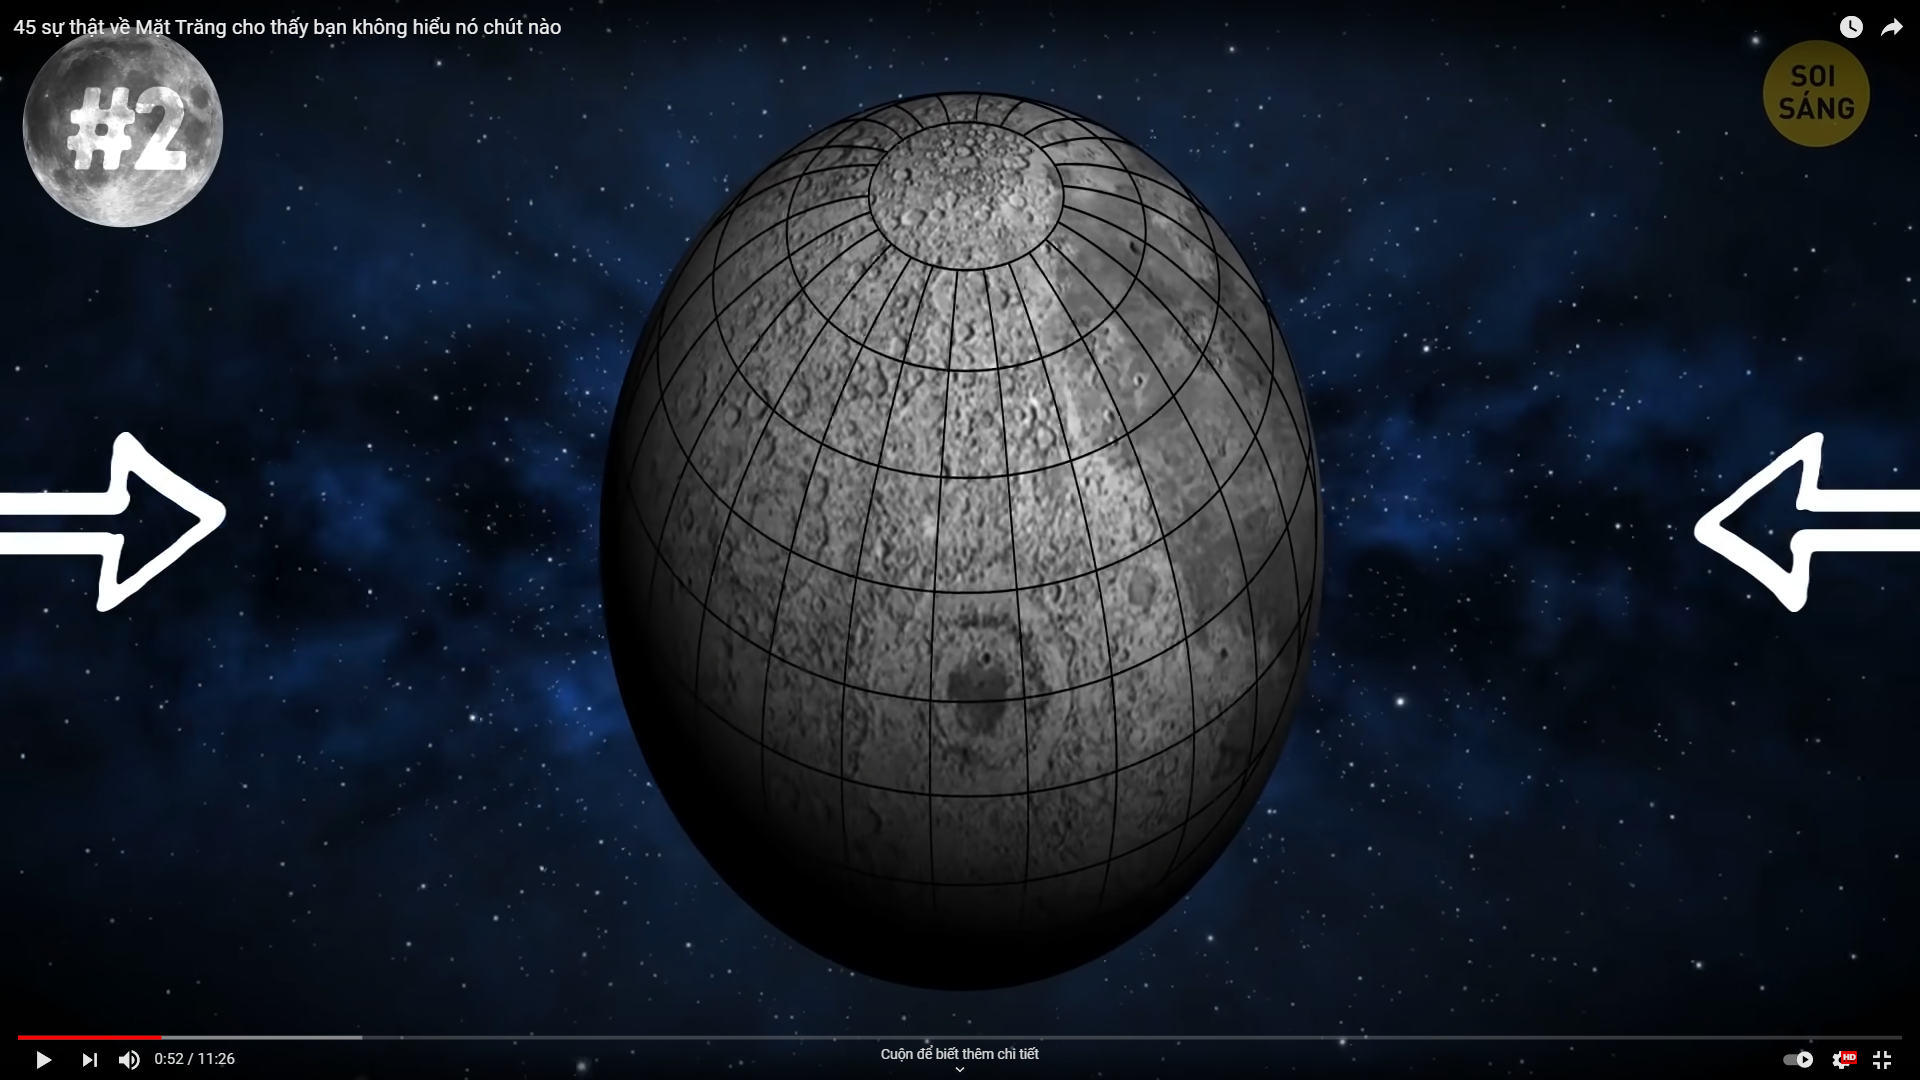 45 sự thật về Mặt Trăng cho thấy bạn không hiểu nó chút nào
#2
SOI
SÁNG
0:52 / 11:26
Cuộn để biết thêm chi tiết
HD